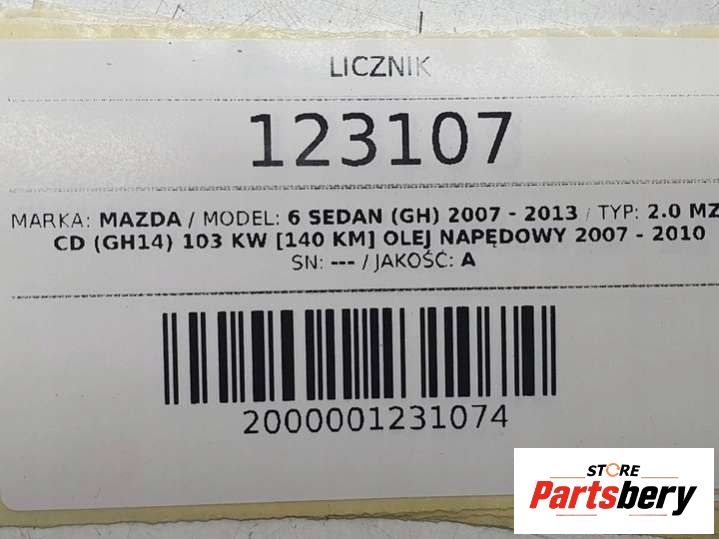 LICZNIK
123107
MARKA: MAZDA / MODEL: 6 SEDAN (GH) 2007 - 2013 / TYP: 2.0 MZ
CD (GH14) 103 KW [140 KM] OLEJ NAPĘDOWY 2007 - 2010
SN: --- / JAKOŚĆ: A
2000001231074
STORE
Partsbery